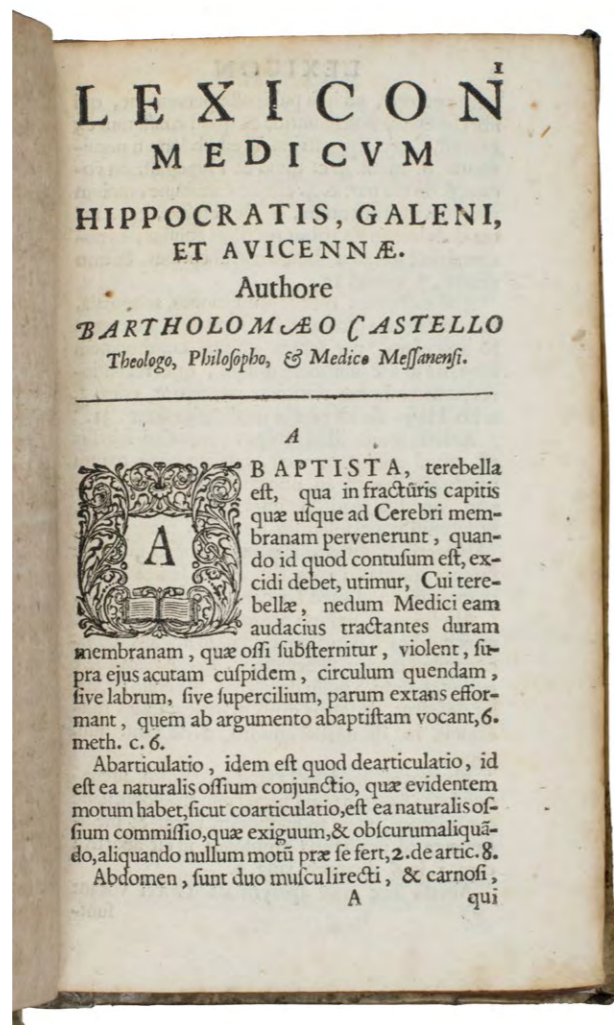 1
LEXICON
MEDICVM
HIPPOCRATIS, GALENI,
ET AVICENNÆ.
Authore
BARTHOLOMÆO CASTELLO
Theologo, Philoſopho, & Medico Meſſanenſi.
A
ABAPTISTA, terebella
eſt, qua in fractūris capitis
quæ uſque ad Cerebri mem-
branam pervenerunt, quan-
do id quod contuſum eſt, ex-
cidi debet, utimur, Cui tere-
bellæ, nedum Medici eam
audacius tractantes duram
membranam, quæ oſſi ſubſternitur, violent, ſu-
pra ejus acutam cuſpidem, circulum quendam,
ſive labrum, ſive ſupercilium, parum extans effor-
mant, quem ab argumento abaptiſtam vocant, 6.
meth. c. 6.
Abarticulatio, idem eſt quod dearticulatio, id
eſt ea naturalis oſſium conjunctio, quæ evidentem
motum habet, ſicut coarticulatio, eſt ea naturalis oſ-
ſium commiſſio, quæ exiguum, & obſcurum aliquā-
do, aliquando nullum motū præ ſe fert, 2. de artic. 8.
Abdomen, ſunt duo muſculi recti, & carnoſi,
A qui